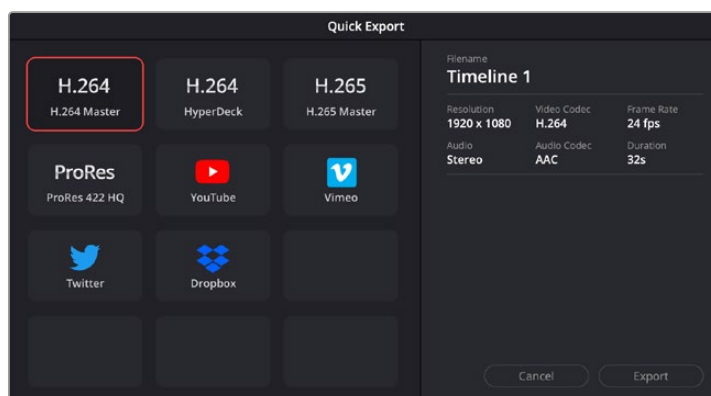 Quick Export
H.264
H.264 Master
H.264
HyperDeck
H.265
H.265 Master
ProRes
ProRes 422 HQ
YouTube
Vimeo
Twitter
Dropbox
Filename
Timeline 1
Resolution Video Codec Frame Rate
1920 x 1080 H.264 24 fps
Audio Audio Codec Duration
Stereo AAC 32s
Cancel Export